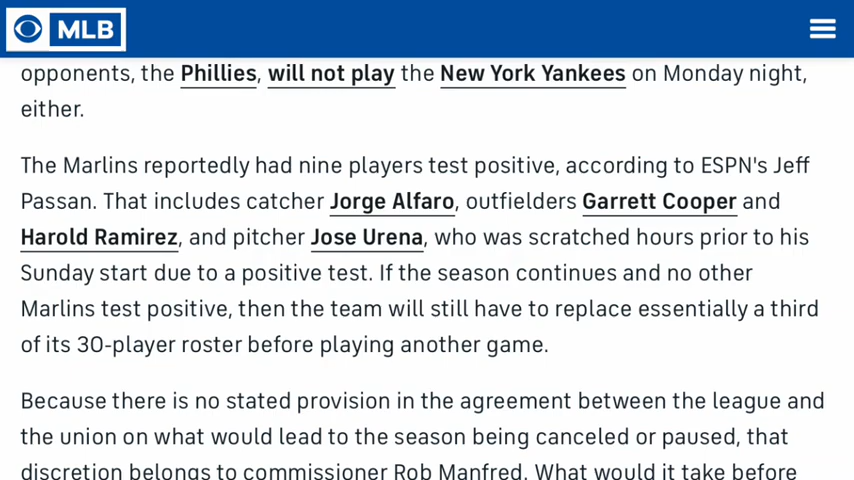 MLB
opponents, the Phillies, will not play the New York Yankees on Monday night,
either.
The Marlins reportedly had nine players test positive, according to ESPN's Jeff
Passan. That includes catcher Jorge Alfaro, outfielders Garrett Cooper and
Harold Ramirez, and pitcher Jose Urena, who was scratched hours prior to his
Sunday start due to a positive test. If the season continues and no other
Marlins test positive, then the team will still have to replace essentially a third
of its 30-player roster before playing another game.
Because there is no stated provision in the agreement between the league and
the union on what would lead to the season being canceled or paused, that
discretion belongs to commissioner Rob Manfred. What would it take before